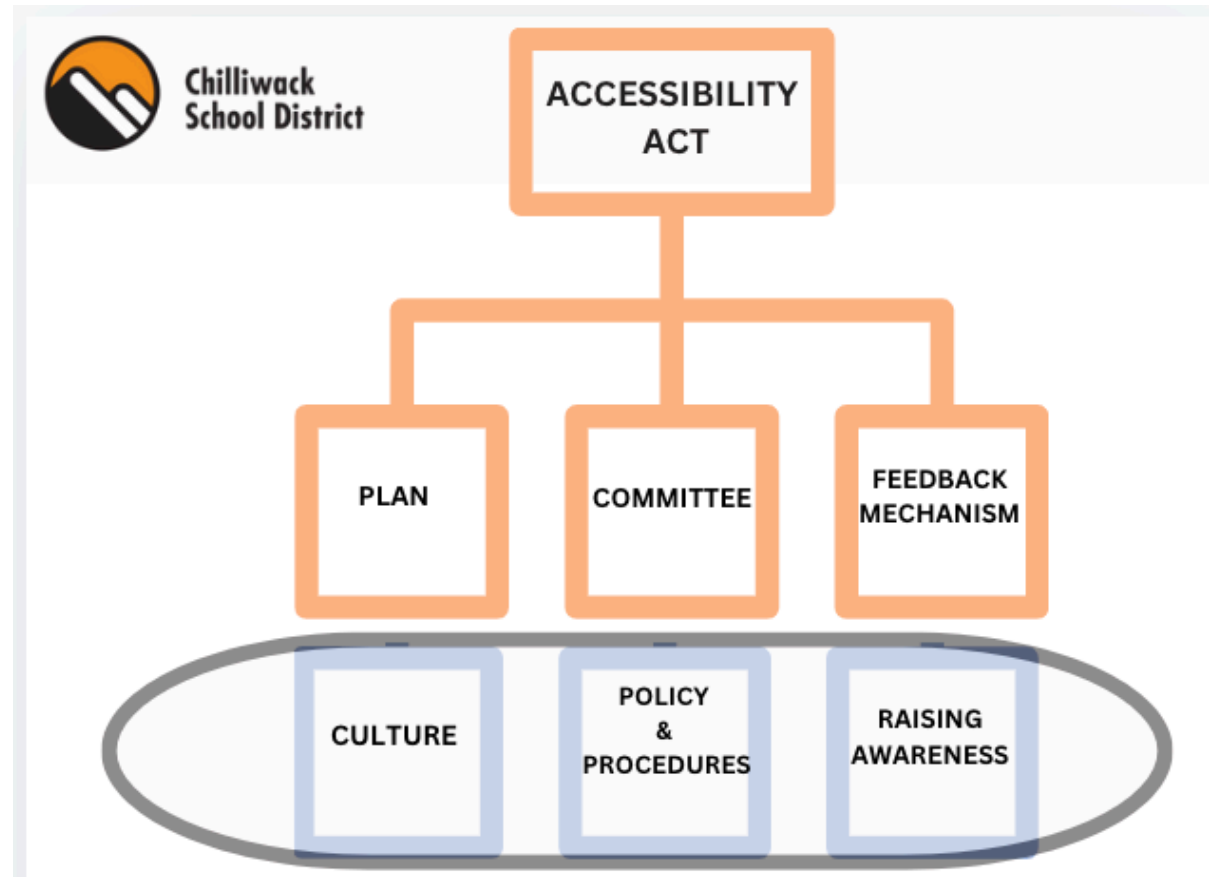 Chilliwack
School District
ACCESSIBILITY
ACT
PLAN
COMMITTEE
FEEDBACK
MECHANISM
CULTURE
POLICY
&
PROCEDURES
RAISING
AWARENESS